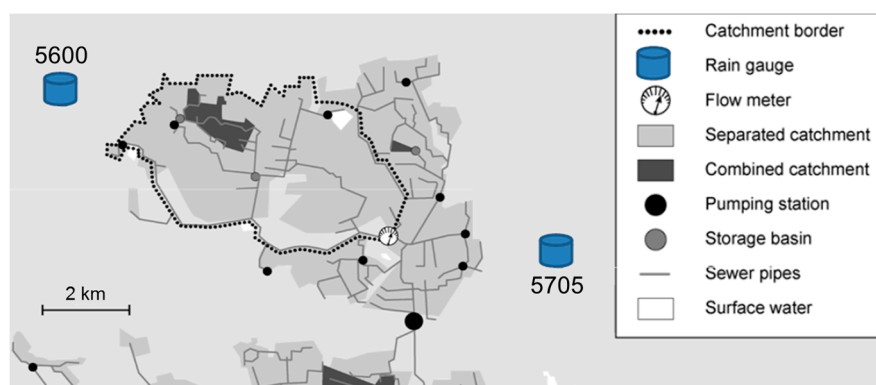 5600
5705
2 km
Catchment border
Rain gauge
Flow meter
Separated catchment
Combined catchment
Pumping station
Storage basin
Sewer pipes
Surface water